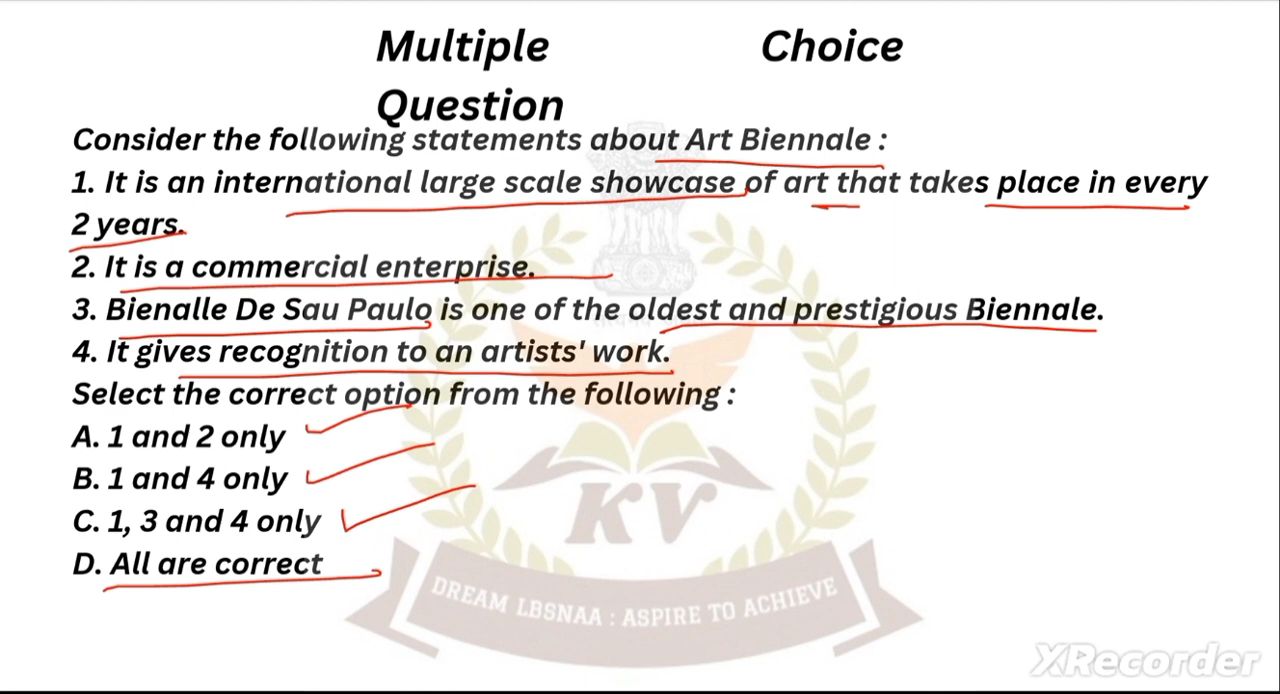 Multiple Choice
Question
Consider the following statements about Art Biennale :
1. It is an international large scale showcase of art that takes place in every
2 years.
2. It is a commercial enterprise.
3. Bienalle De Sau Paulo is one of the oldest and prestigious Biennale.
4. It gives recognition to an artists' work.
Select the correct option from the following :
A. 1 and 2 only
B. 1 and 4 only
C. 1, 3 and 4 only
D. All are correct
सत्यमेव जयते
KV
DREAM LBSNAA : ASPIRE TO ACHIEVE
XRecorder